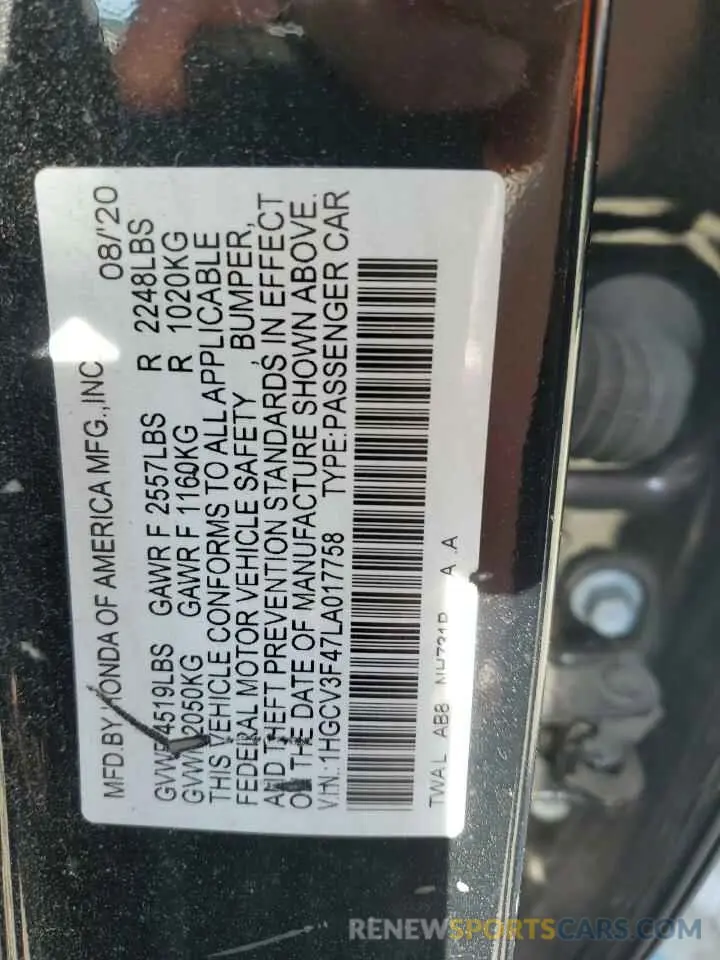 MFD.BY HONDA OF AMERICA MFG.,INC. 08/'20
GVWR 4519LBS GAWR F 2557LBS R 2248LBS
GVWR 2050KG GAWR F 1160KG R 1020KG
THIS VEHICLE CONFORMS TO ALL APPLICABLE
FEDERAL MOTOR VEHICLE SAFETY , BUMPER,
AND THEFT PREVENTION STANDARDS IN EFFECT
ON THE DATE OF MANUFACTURE SHOWN ABOVE.
V.I.N.:1HGCV3F47LA017758 TYPE:PASSENGER CAR
TWAL AB8 NH731P A .A
RENEWSPORTSCARS.COM